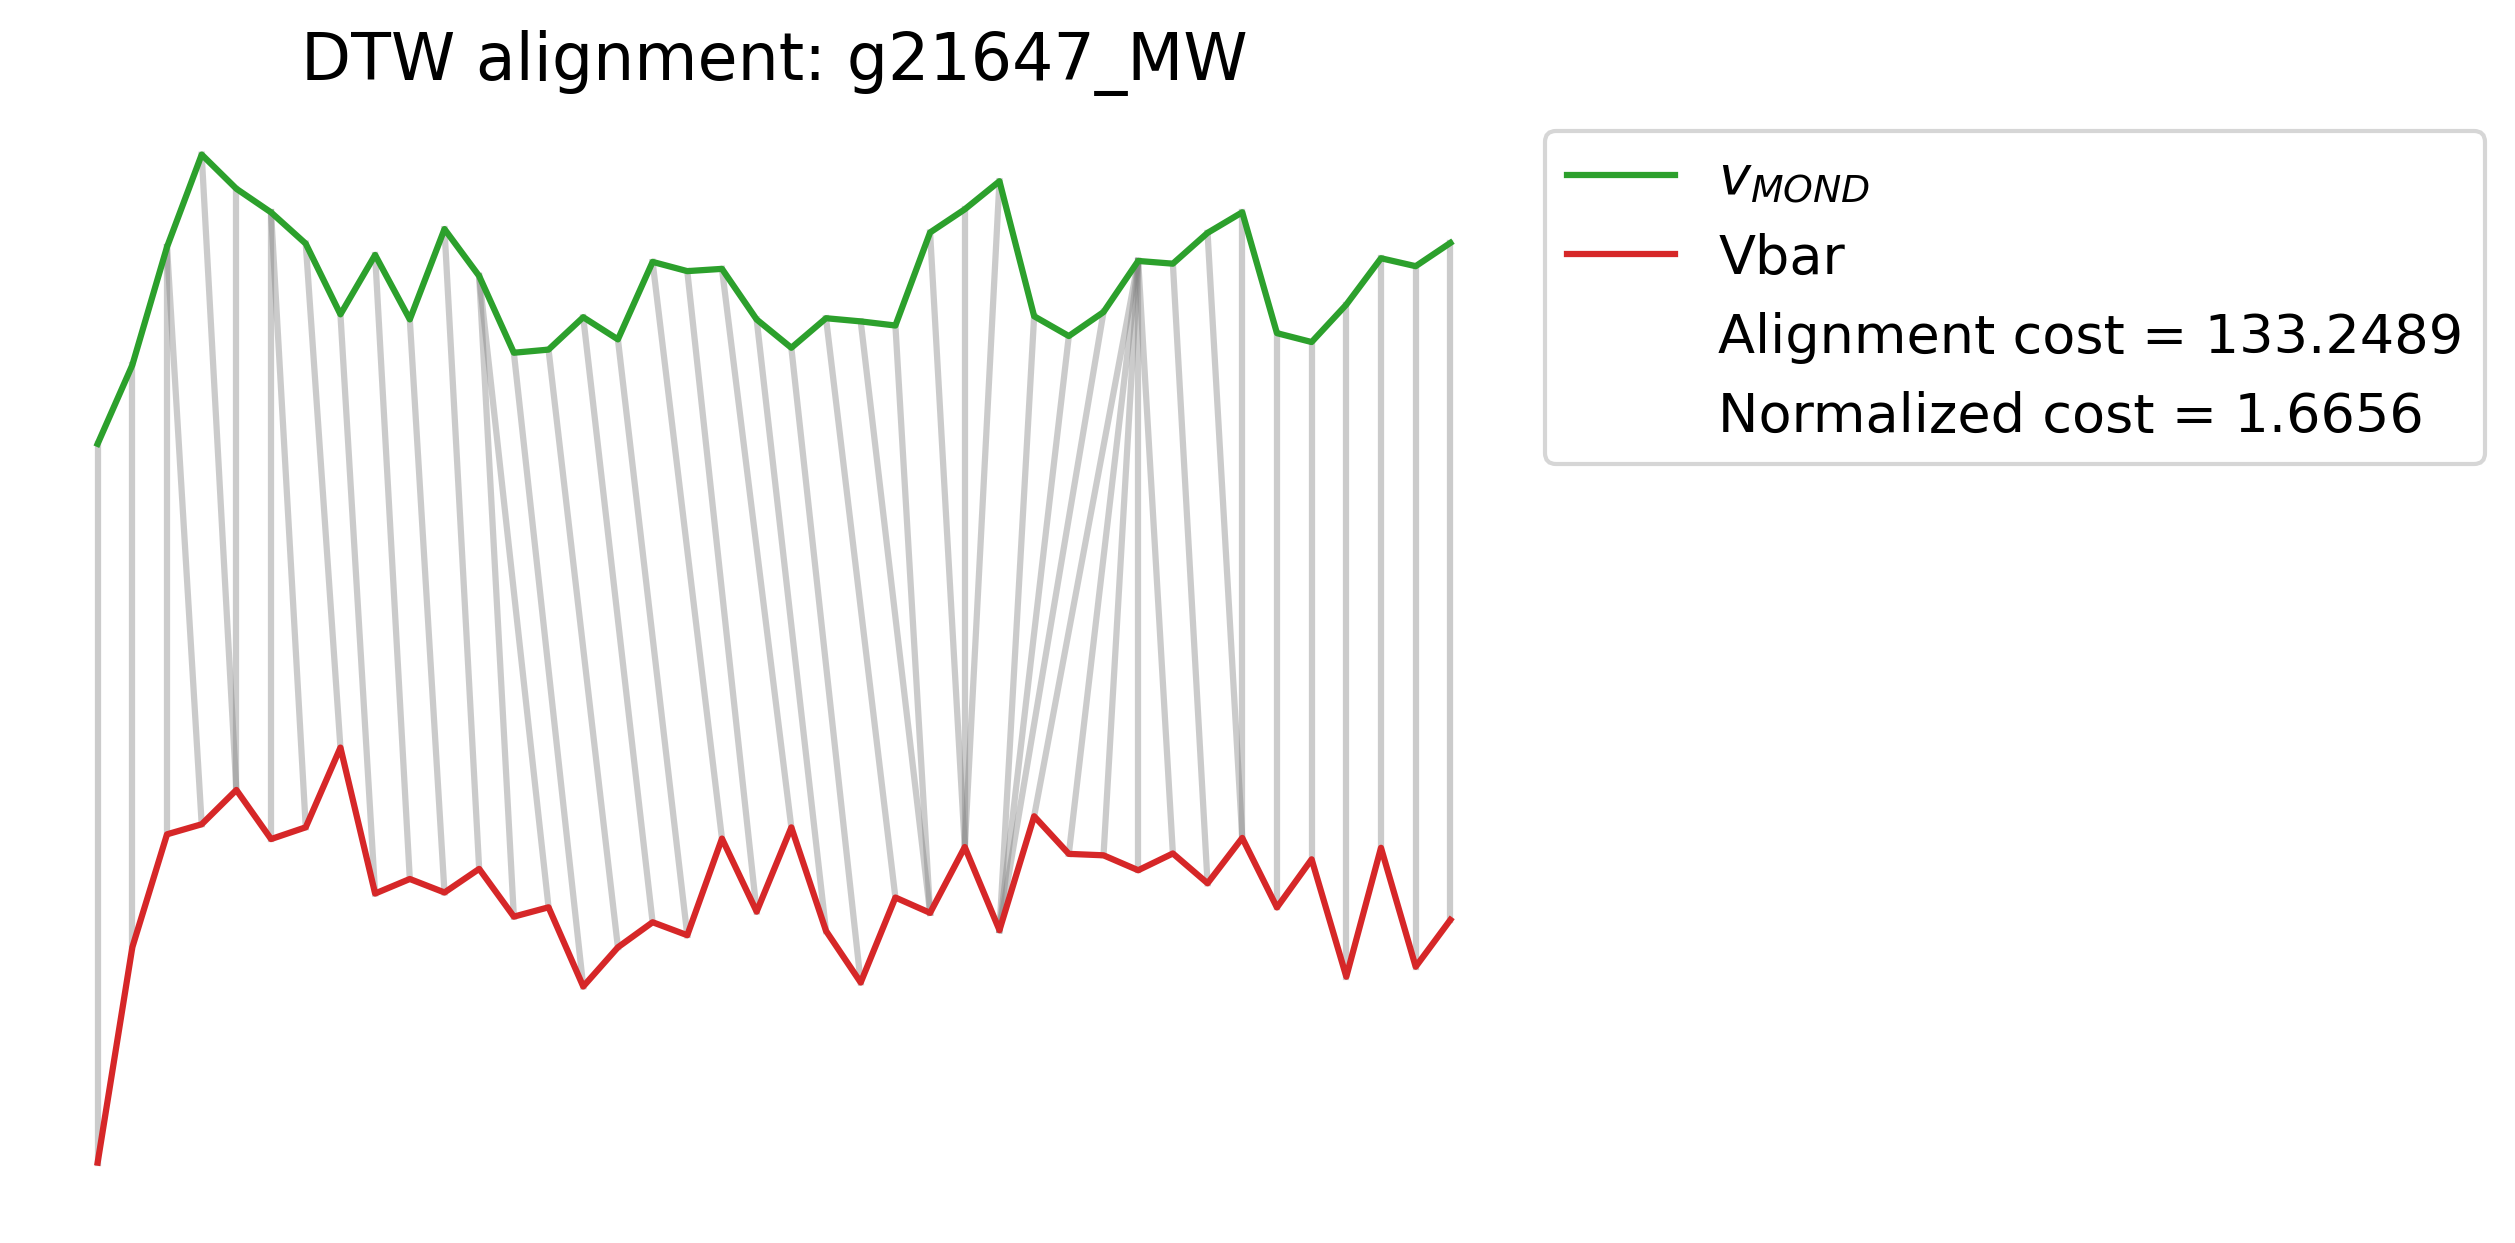 DTW alignment: g21647_MW
v_MOND
Vbar
Alignment cost = 133.2489
Normalized cost = 1.6656